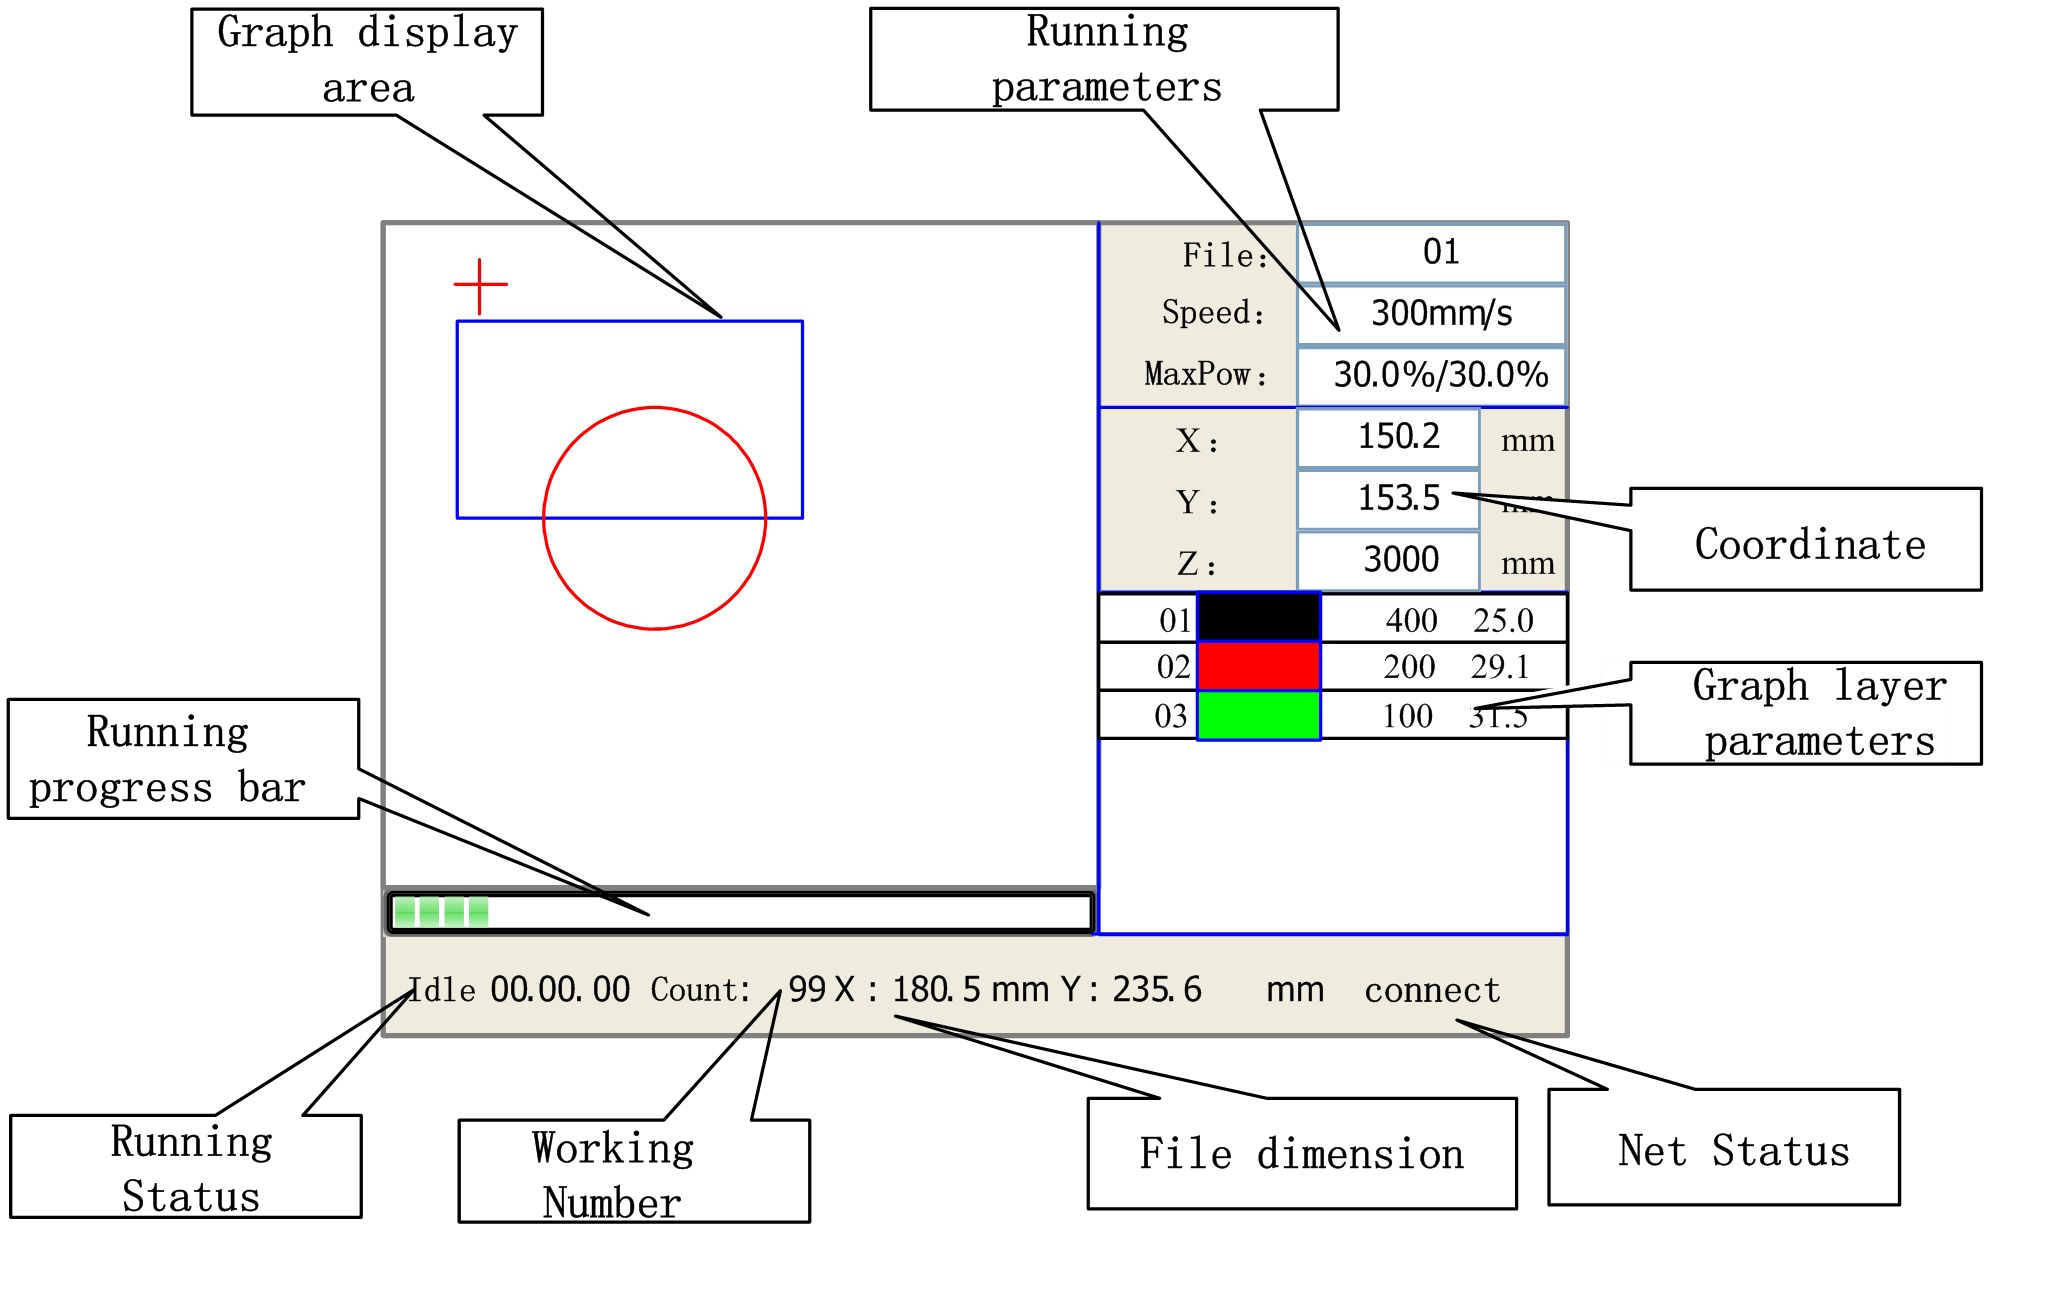 Graph display
area
Running
parameters
File: 01
Speed: 300mm/s
MaxPow: 30.0%/30.0%
X: 150.2 mm
Y: 153.5 mm
Z: 3000 mm
Coordinate
01 400 25.0
02 200 29.1
03 100 31.5
Graph layer
parameters
Running
progress bar
Idle 00.00.00 Count: 99 X : 180.5 mm Y: 235.6 mm connect
Running
Status
Working
Number
File dimension
Net Status